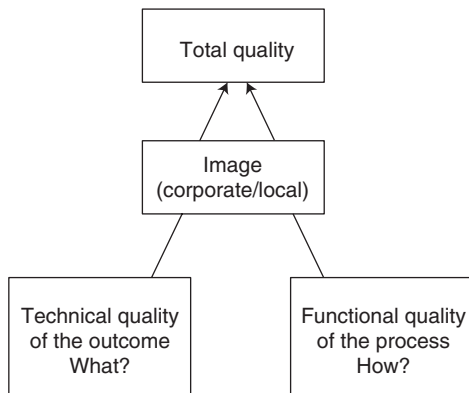 Total quality
Image
(corporate/local)
Technical quality
of the outcome
What?
Functional quality
of the process
How?